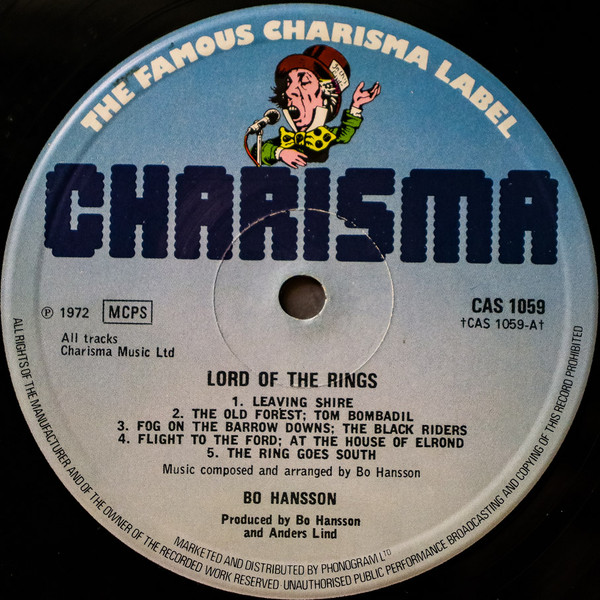 THE FAMOUS CHARISMA LABEL
CHARISMA
℗ 1972 MCPS
CAS 1059
†CAS 1059-A†
All tracks
Charisma Music Ltd
LORD OF THE RINGS
1. LEAVING SHIRE
2. THE OLD FOREST; TOM BOMBADIL
3. FOG ON THE BARROW DOWNS; THE BLACK RIDERS
4. FLIGHT TO THE FORD; AT THE HOUSE OF ELROND
5. THE RING GOES SOUTH
Music composed and arranged by Bo Hansson
BO HANSSON
Produced by Bo Hansson
and Anders Lind
MARKETED AND DISTRIBUTED BY PHONOGRAM LTD
ALL RIGHTS OF THE MANUFACTURER AND OF THE OWNER OF THE RECORDED WORK RESERVED · UNAUTHORISED PUBLIC PERFORMANCE BROADCASTING AND COPYING OF THIS RECORD PROHIBITED